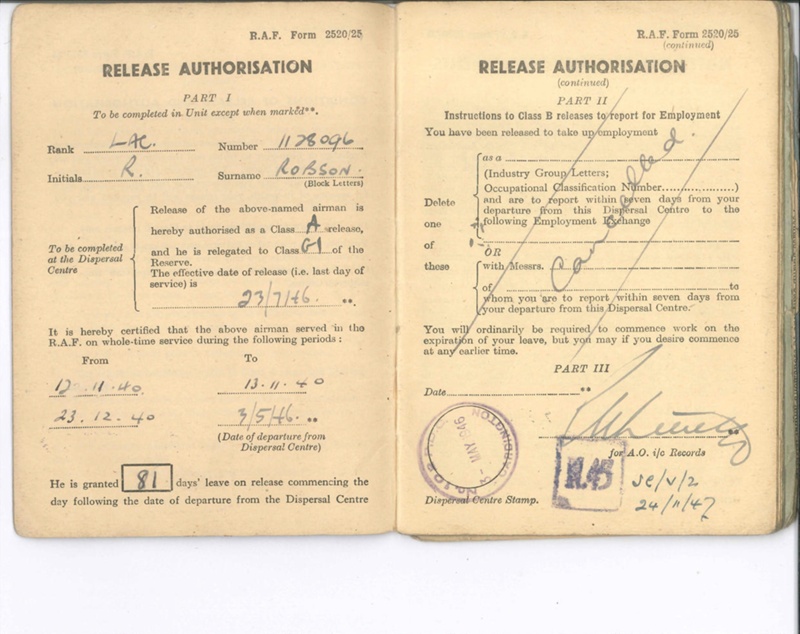 R.A.F. Form 2520/25
RELEASE AUTHORISATION
PART I
To be completed in Unit except when marked**.
Rank LAC. Number 1128096
Initials R. Surname ROBSON.
(Block Letters)
To be completed at the Dispersal Centre
Release of the above-named airman is
hereby authorised as a Class A release,
and he is relegated to Class G1 of the
Reserve.
The effective date of release (i.e. last day of
service) is
23/7/46. **
It is hereby certified that the above airman served in the
R.A.F. on whole-time service during the following periods :
From To
12.11.40 13.11.40
23.12.40 3/5/46. **
(Date of departure from
Dispersal Centre)
He is granted 81 days' leave on release commencing the
day following the date of departure from the Dispersal Centre
R.A.F. Form 2520/25
(continued)
RELEASE AUTHORISATION
(continued)
PART II
Instructions to Class B releases to report for Employment
You have been released to take up employment
Delete
one
of
these
as a
(Industry Group Letters;
Occupational Classification Number....................)
and are to report within seven days from your
departure from this Dispersal Centre to the
following Employment Exchange
OR
with Messrs.
of to
whom you are to report within seven days from
your departure from this Dispersal Centre.
Cancelled.
You will ordinarily be required to commence work on the
expiration of your leave, but you may if you desire commence
at any earlier time.
PART III
Date **
**
for A.O. i/c Records
MAY 1946
Dispersal Centre Stamp.
R.45
24/11/47